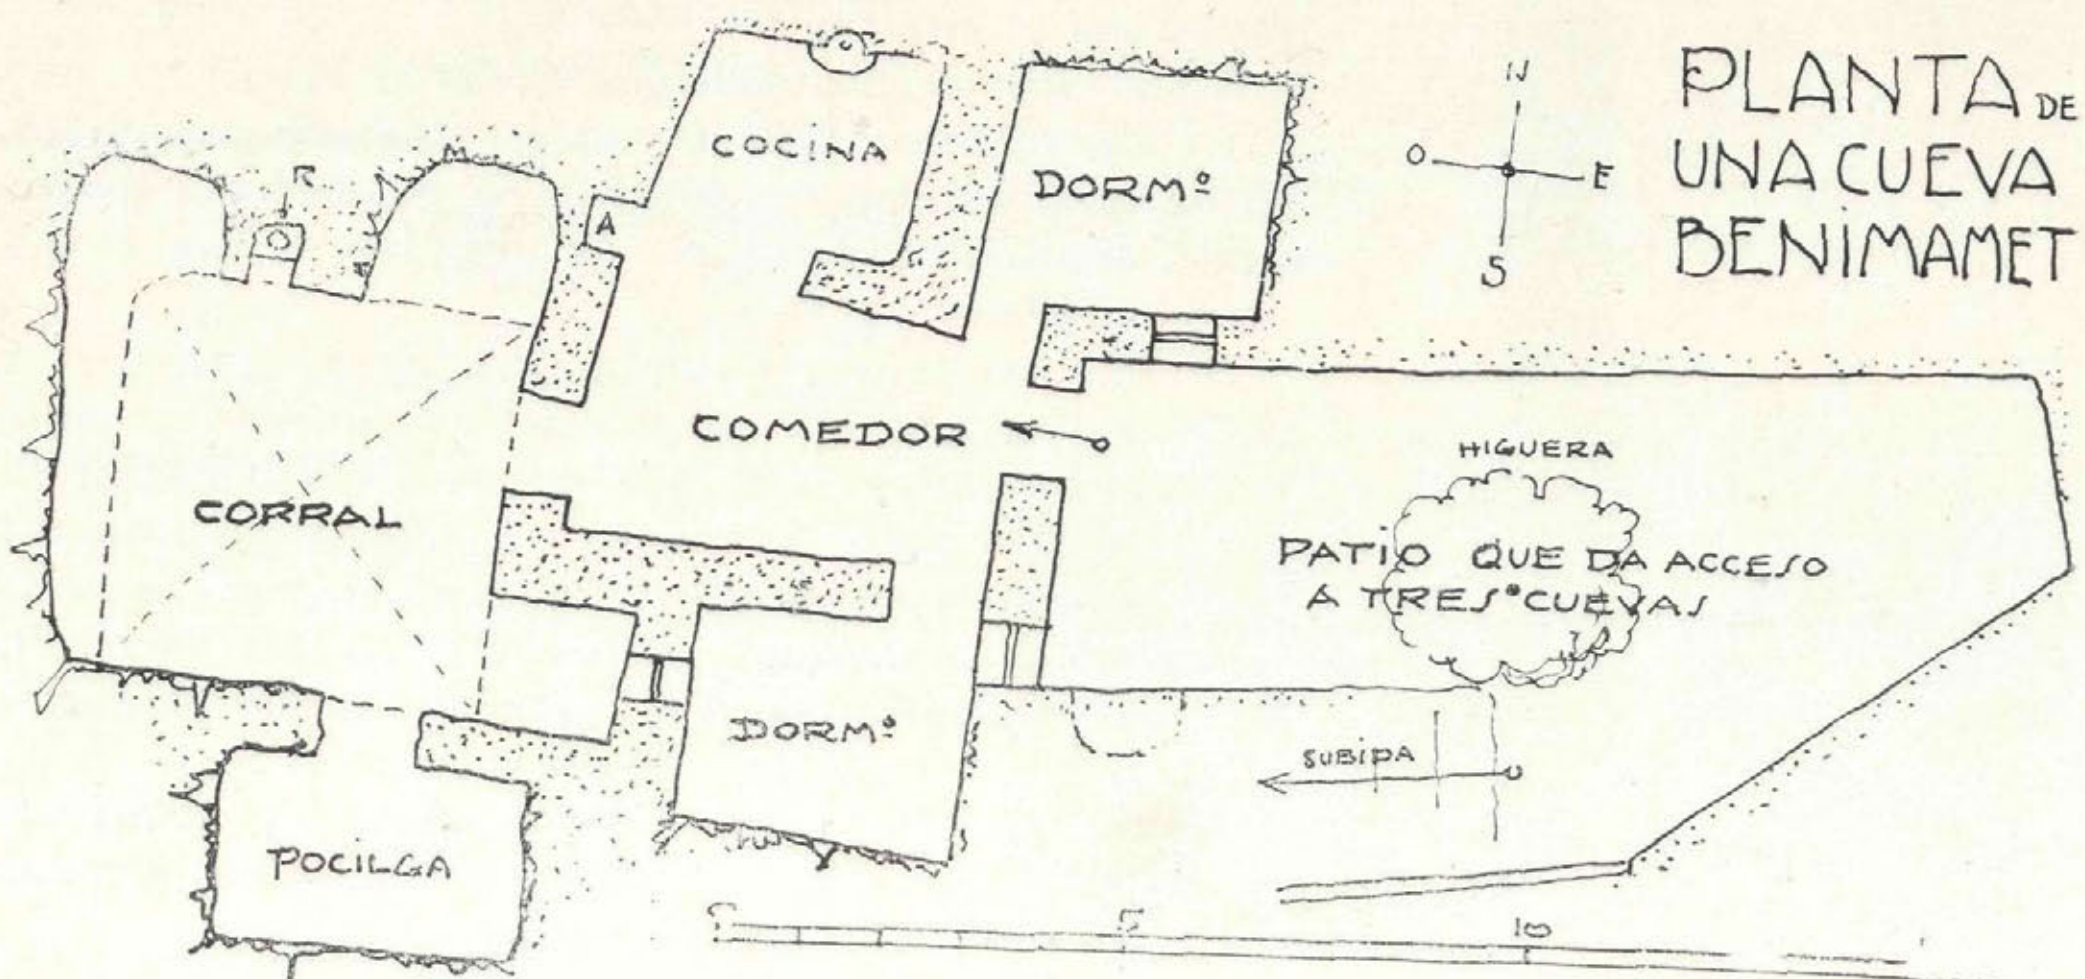 PLANTA DE
UNA CUEVA
BENIMAMET
N
O
E
S
COCINA
DORMº
R
A
COMEDOR
HIGUERA
CORRAL
PATIO QUE DA ACCESO
A TRES CUEVAS
DORMº
SUBIDA
POCILGA
5
10